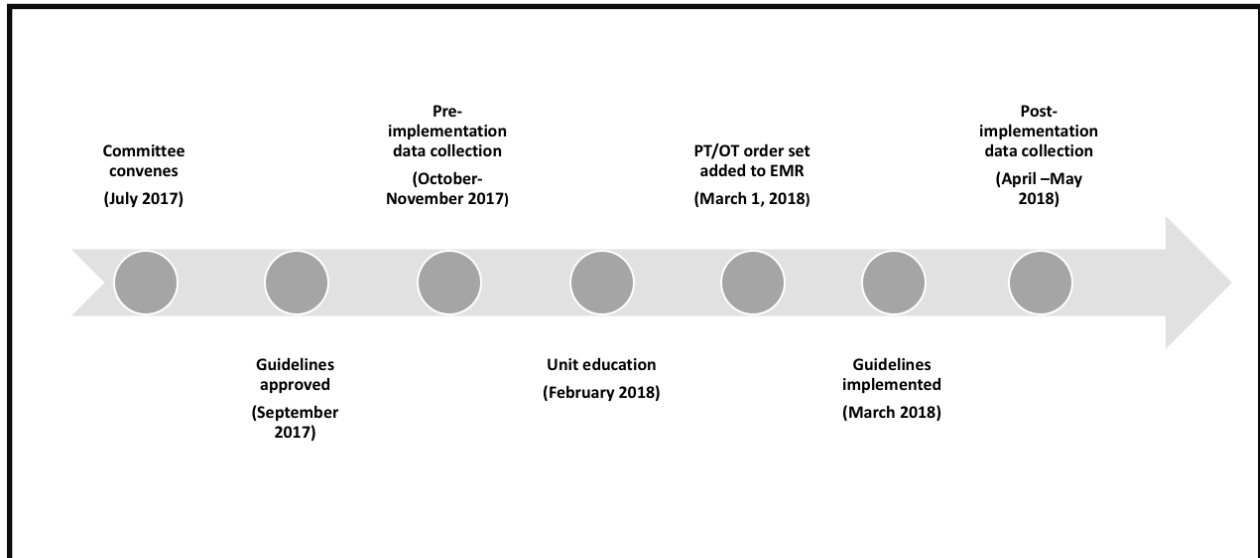 Committee
convenes
(July 2017)
Guidelines
approved
(September
2017)
Pre-
implementation
data collection
(October-
November 2017)
Unit education
(February 2018)
PT/OT order set
added to EMR
(March 1, 2018)
Guidelines
implemented
(March 2018)
Post-
implementation
data collection
(April –May
2018)